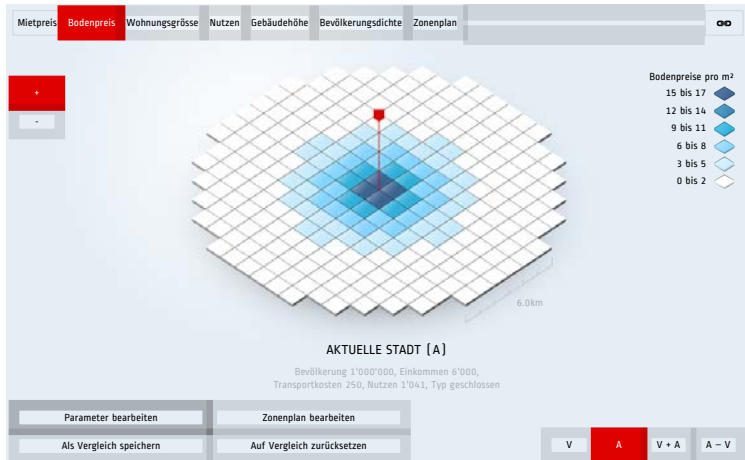 Mietpreis Bodenpreis Wohnungsgrösse Nutzen Gebäudehöhe Bevölkerungsdichte Zonenplan
+
-
Bodenpreise pro m²
15 bis 17
12 bis 14
9 bis 11
6 bis 8
3 bis 5
0 bis 2
6.0km
AKTUELLE STADT (A)
Bevölkerung 1'000'000, Einkommen 6'000,
Transportkosten 250, Nutzen 1'041, Typ geschlossen
Parameter bearbeiten Zonenplan bearbeiten
Als Vergleich speichern Auf Vergleich zurücksetzen
V A V + A A – V